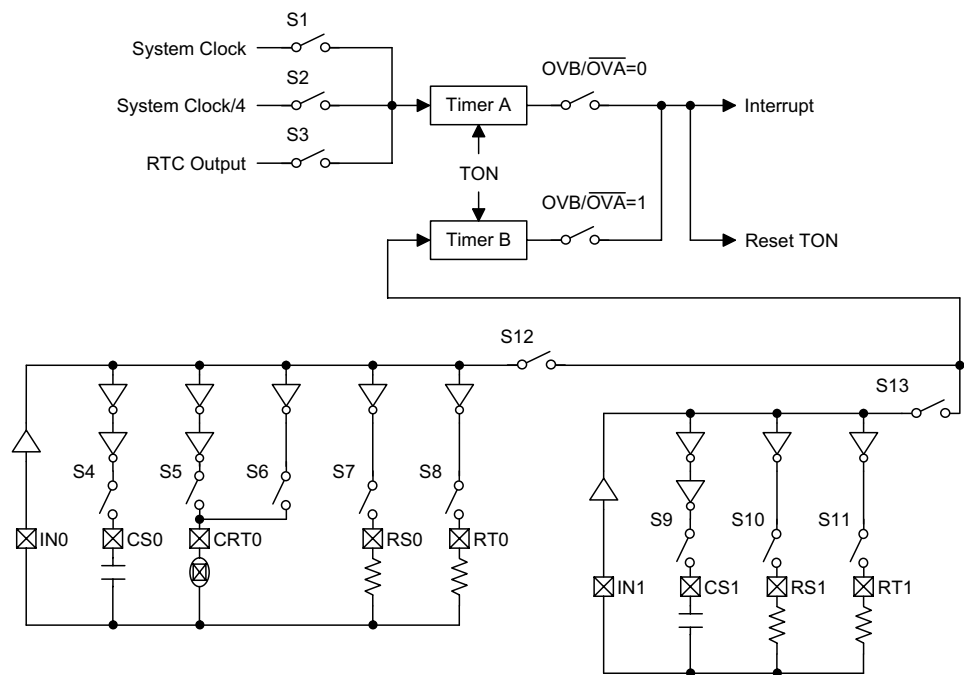 S1
System Clock
S2
OVB/O̅V̅A̅=0
System Clock/4
Timer A
Interrupt
S3
RTC Output
TON
OVB/O̅V̅A̅=1
Timer B
Reset TON
S12
S13
S4
S5
S6
S7
S8
S9
S10
S11
IN0
CS0
CRT0
RS0
RT0
IN1
CS1
RS1
RT1